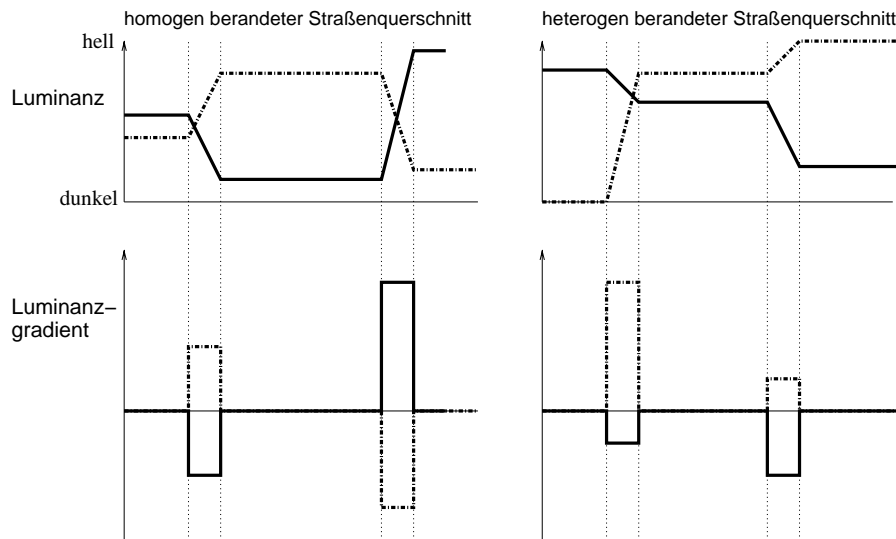 homogen berandeter Straßenquerschnitt
heterogen berandeter Straßenquerschnitt
hell
Luminanz
dunkel
Luminanz–
gradient